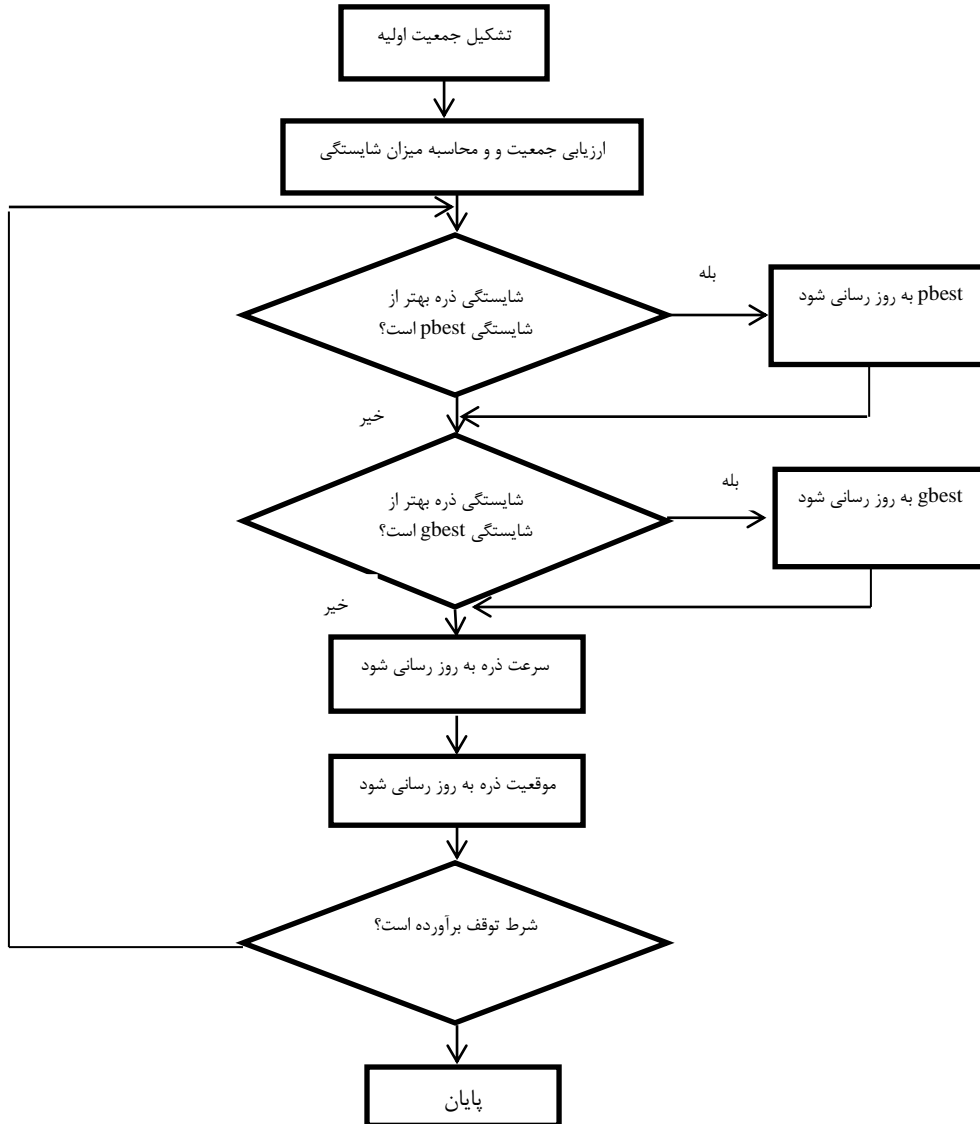 تشکیل جمعیت اولیه
ارزیابی جمعیت و و محاسبه میزان شایستگی
شایستگی ذره بهتر از
شایستگی pbest است؟
بله
pbest به روز رسانی شود
خیر
شایستگی ذره بهتر از
شایستگی gbest است؟
بله
gbest به روز رسانی شود
خیر
سرعت ذره به روز رسانی شود
موقعیت ذره به روز رسانی شود
شرط توقف برآورده است؟
پایان